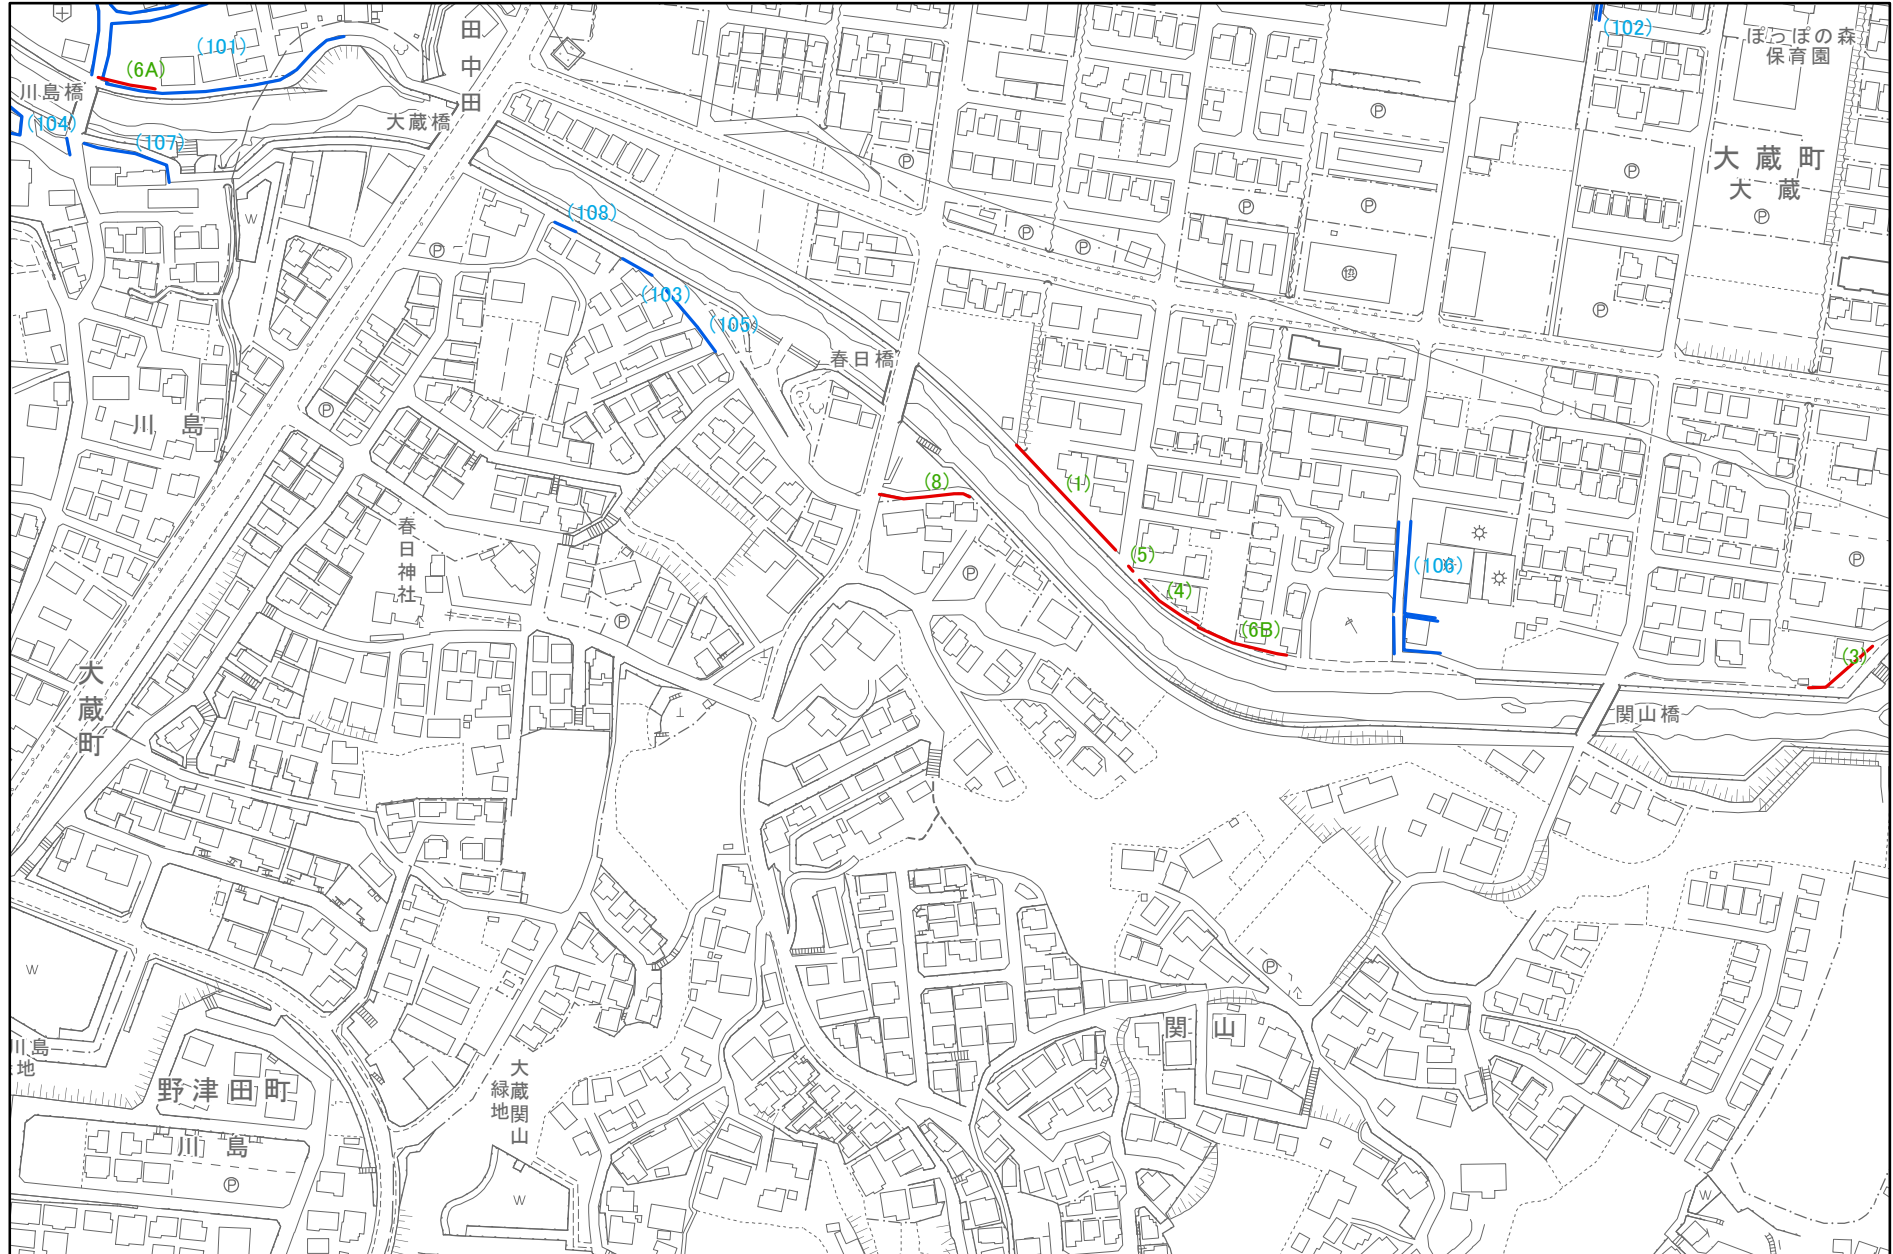 田中田
(101)
(102)
ぽっぽの森
保育園
(6A)
川島橋
(104)
大蔵橋
(107)
P
P
大蔵町
大蔵
P
(108)
W
P
P
P
P
P
P
P
協
(103)
(105)
P
春日橋
P
川島
(8)
(1)
春日神社
(5)
P
(106)
P
(4)
P
(6B)
(3)
大蔵町
関山橋
W
P
関山
川島
地
野津田町
大蔵関山
緑地
川島
P
W
W